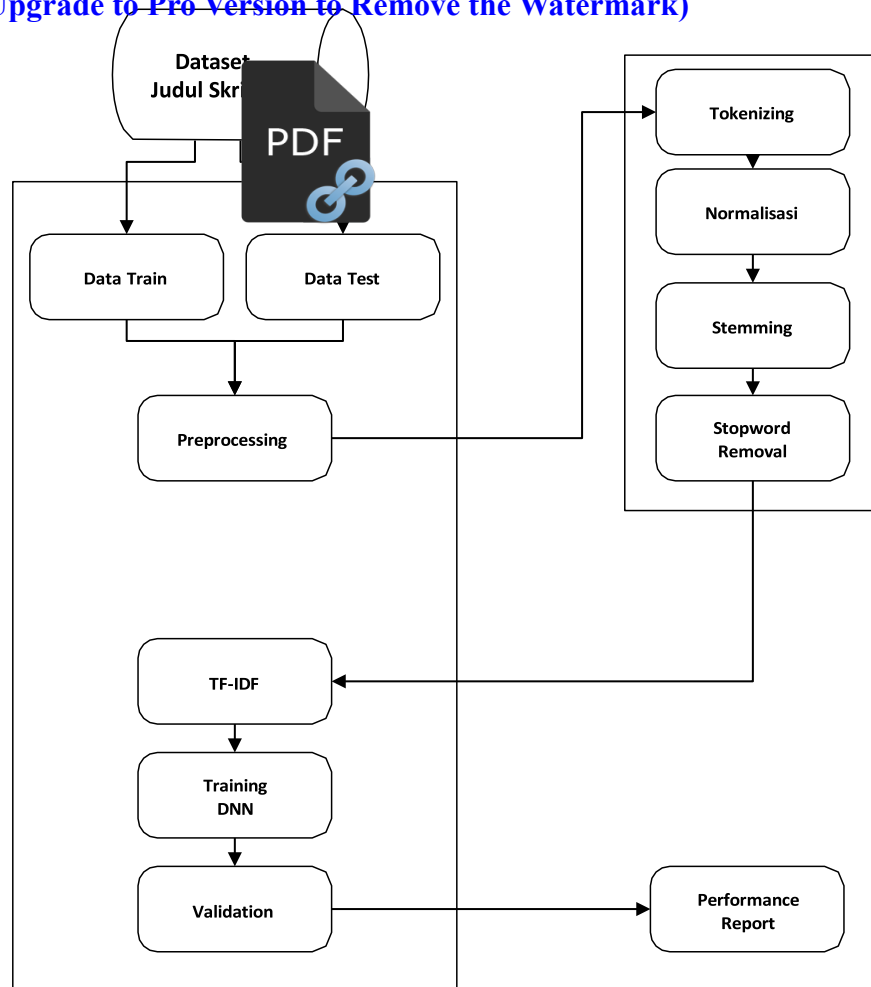 Upgrade to Pro Version to Remove the Watermark)
Dataset
Judul
PDF
Tokenizing
Normalisasi
Data Train
Data Test
Stemming
Preprocessing
Stopword
Removal
TF-IDF
Training
DNN
Validation
Performance
Report